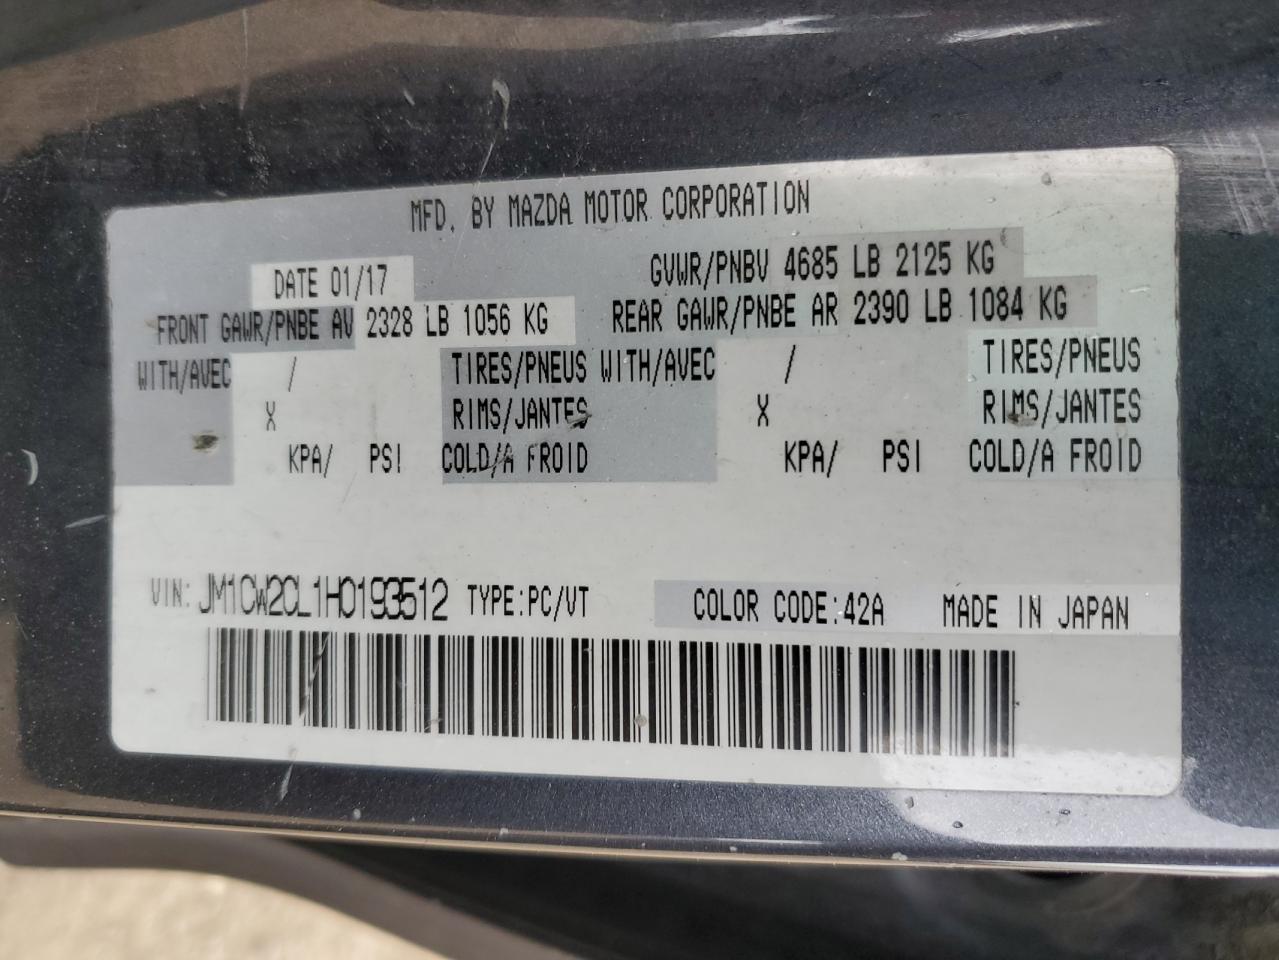 MFD. BY MAZDA MOTOR CORPORATION
DATE 01/17 GVWR/PNBV 4685 LB 2125 KG
FRONT GAWR/PNBE AV 2328 LB 1056 KG REAR GAWR/PNBE AR 2390 LB 1084 KG
WITH/AVEC / TIRES/PNEUS WITH/AVEC / TIRES/PNEUS
X RIMS/JANTES X RIMS/JANTES
KPA/ PSI COLD/A FROID KPA/ PSI COLD/A FROID
VIN: JM1CW2CL1H0193512 TYPE:PC/VT COLOR CODE:42A MADE IN JAPAN